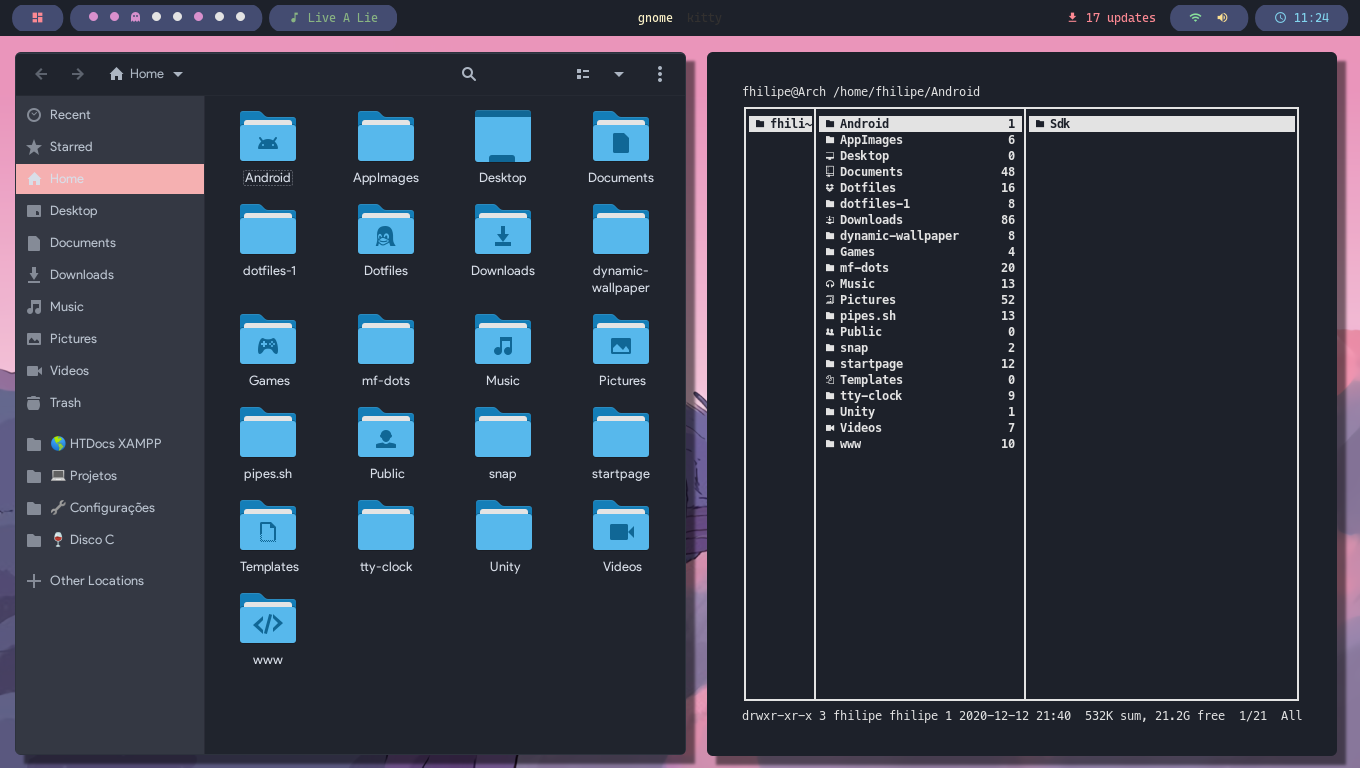 Live A Lie
gnome kitty
17 updates
11:24
Home
Recent
Starred
Home
Desktop
Documents
Downloads
Music
Pictures
Videos
Trash
HTDocs XAMPP
Projetos
Configurações
Disco C
Other Locations
Android AppImages Desktop Documents
dotfiles-1 Dotfiles Downloads dynamic-
wallpaper
Games mf-dots Music Pictures
pipes.sh Public snap startpage
Templates tty-clock Unity Videos
www
fhilipe@Arch /home/fhilipe/Android
fhili~ Android 1 Sdk
AppImages 6
Desktop 0
Documents 48
Dotfiles 16
dotfiles-1 8
Downloads 86
dynamic-wallpaper 8
Games 4
mf-dots 20
Music 13
Pictures 52
pipes.sh 13
Public 0
snap 2
startpage 12
Templates 0
tty-clock 9
Unity 1
Videos 7
www 10
drwxr-xr-x 3 fhilipe fhilipe 1 2020-12-12 21:40 532K sum, 21.2G free 1/21 All